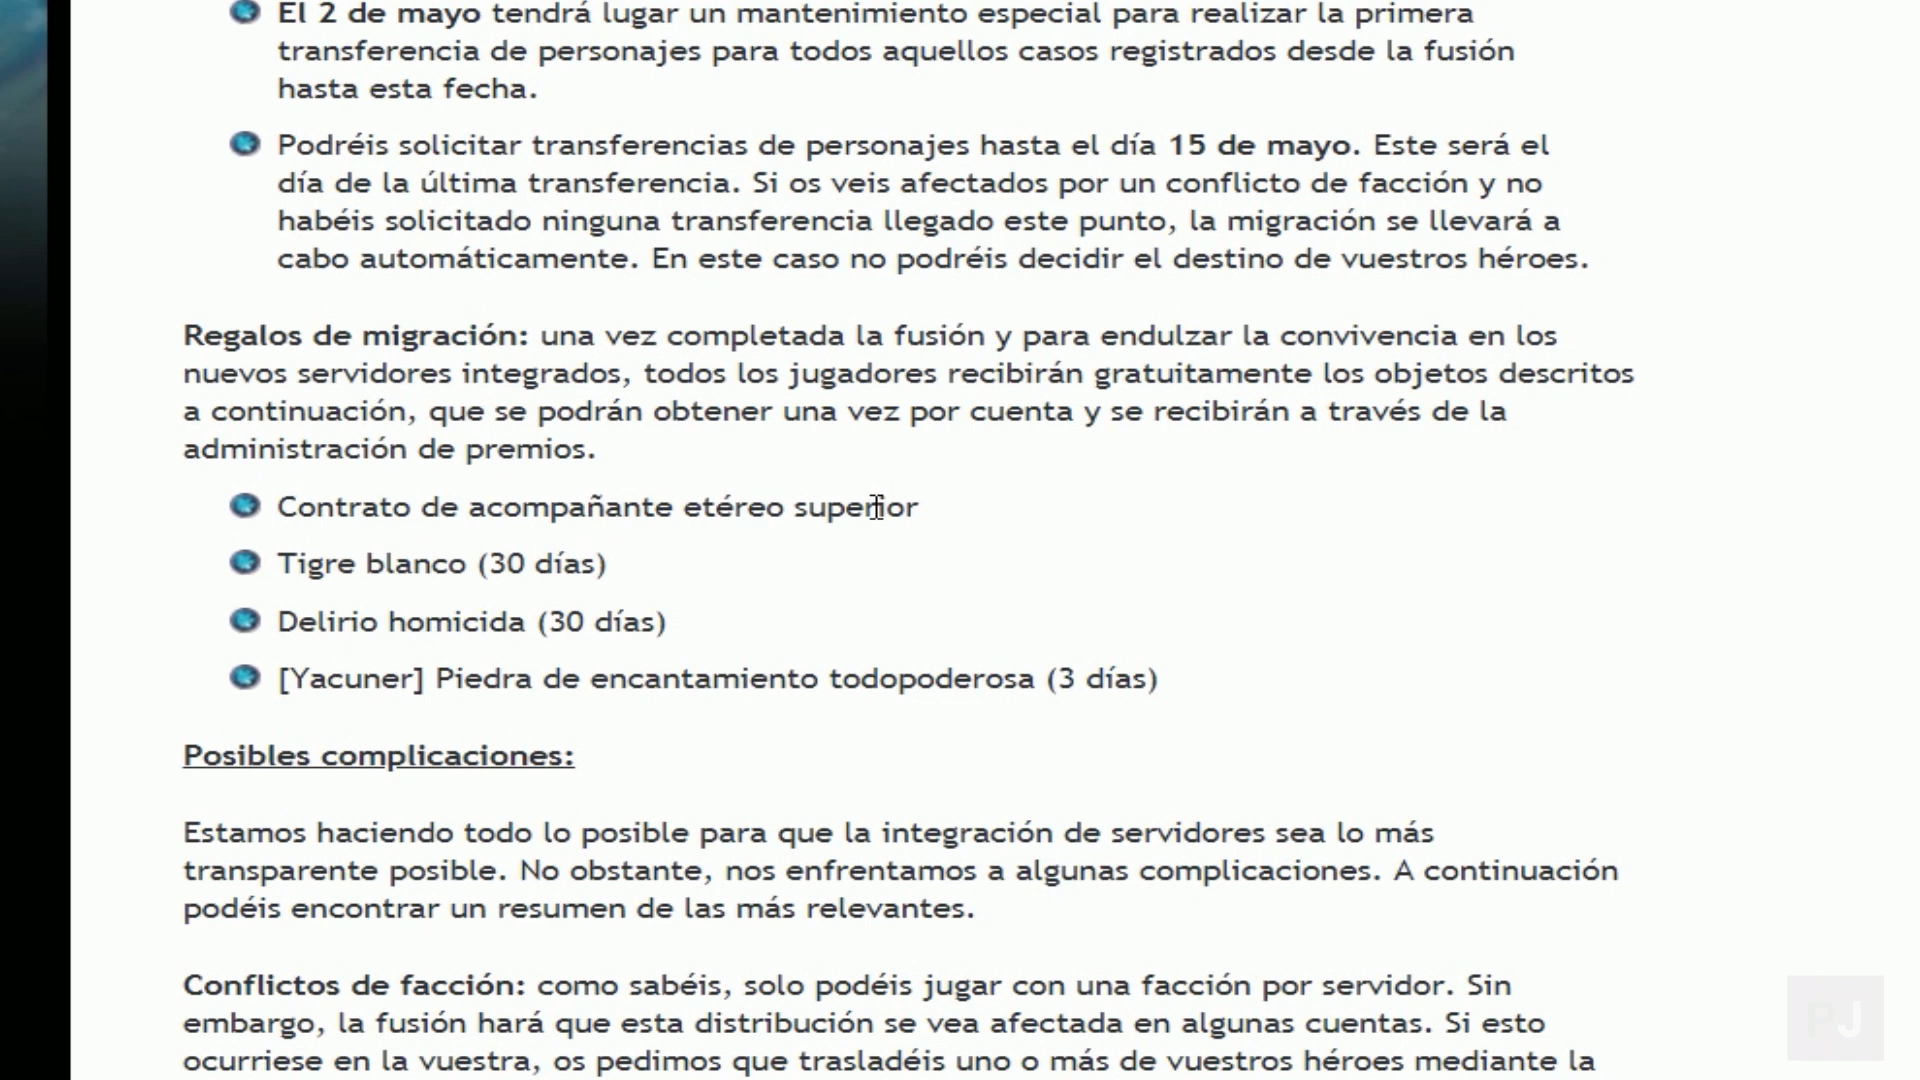 El 2 de mayo tendrá lugar un mantenimiento especial para realizar la primera
transferencia de personajes para todos aquellos casos registrados desde la fusión
hasta esta fecha.
Podréis solicitar transferencias de personajes hasta el día 15 de mayo. Este será el
día de la última transferencia. Si os veis afectados por un conflicto de facción y no
habéis solicitado ninguna transferencia llegado este punto, la migración se llevará a
cabo automáticamente. En este caso no podréis decidir el destino de vuestros héroes.
Regalos de migración: una vez completada la fusión y para endulzar la convivencia en los
nuevos servidores integrados, todos los jugadores recibirán gratuitamente los objetos descritos
a continuación, que se podrán obtener una vez por cuenta y se recibirán a través de la
administración de premios.
Contrato de acompañante etéreo superior
Tigre blanco (30 días)
Delirio homicida (30 días)
[Yacuner] Piedra de encantamiento todopoderosa (3 días)
Posibles complicaciones:
Estamos haciendo todo lo posible para que la integración de servidores sea lo más
transparente posible. No obstante, nos enfrentamos a algunas complicaciones. A continuación
podéis encontrar un resumen de las más relevantes.
Conflictos de facción: como sabéis, solo podéis jugar con una facción por servidor. Sin
embargo, la fusión hará que esta distribución se vea afectada en algunas cuentas. Si esto
ocurriese en la vuestra, os pedimos que trasladéis uno o más de vuestros héroes mediante la
PJ